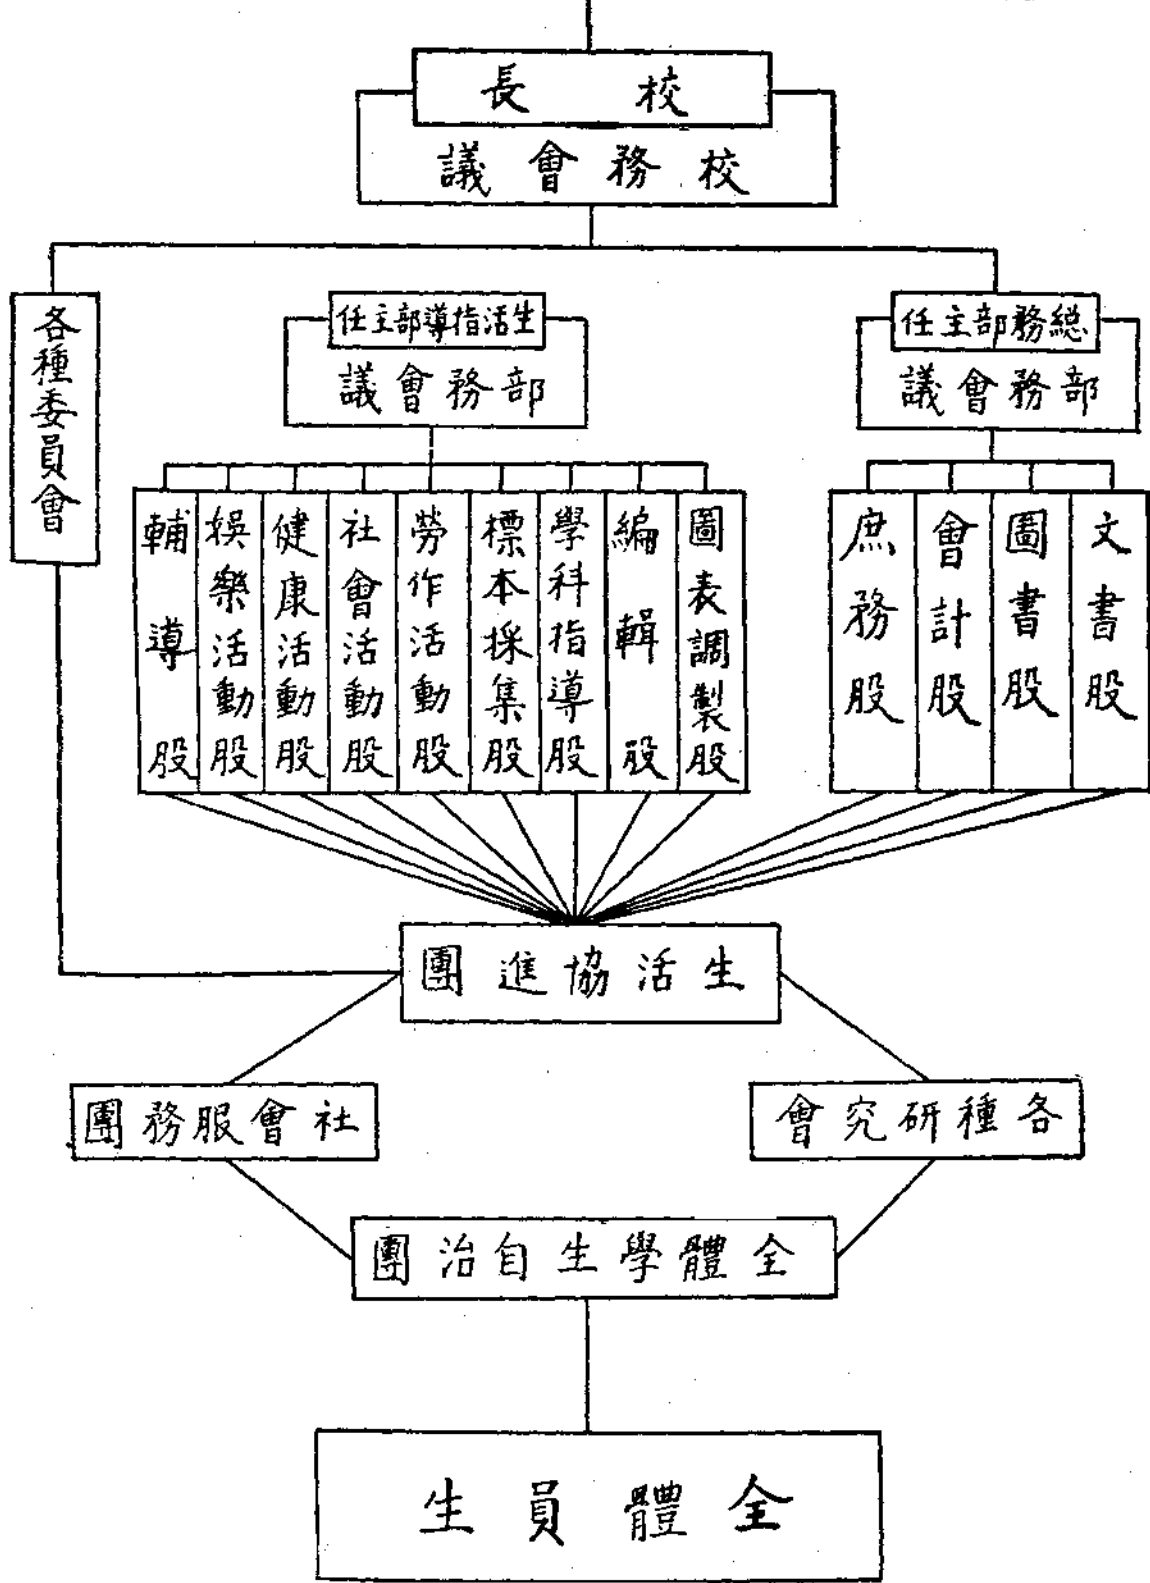 校長
校務會議
總務部主任
部務會議
生活指導部主任
部務會議
各種委員會
文書股
圖書股
會計股
庶務股
圖表調製股
編輯股
學科指導股
標本採集股
勞作活動股
社會活動股
健康活動股
娛樂活動股
輔導股
生活協進團
各種研究會
社會服務團
全體學生自治團
全體員生